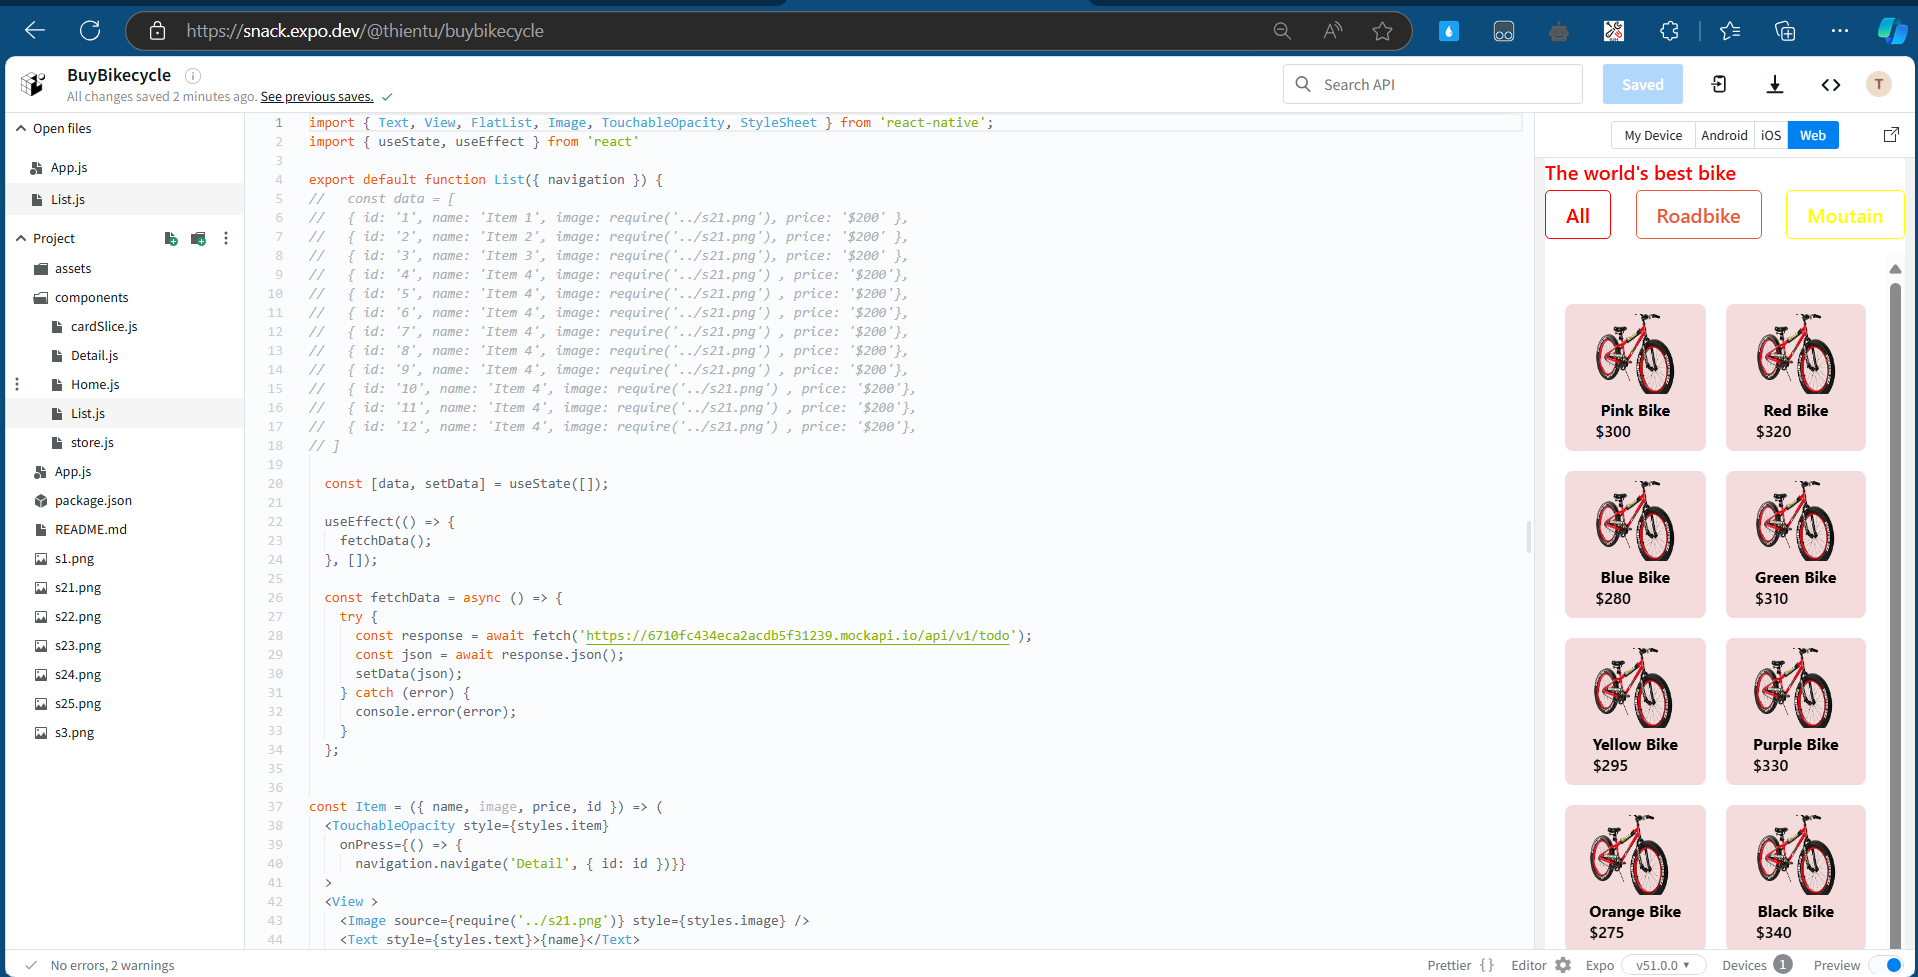 https://snack.expo.dev/@thientu/buybikecycle
BuyBikecycle
All changes saved 2 minutes ago. See previous saves.
Search API
Saved
T
Open files
App.js
List.js
Project
assets
components
cardSlice.js
Detail.js
Home.js
List.js
store.js
App.js
package.json
README.md
s1.png
s21.png
s22.png
s23.png
s24.png
s25.png
s3.png
1 import { Text, View, FlatList, Image, TouchableOpacity, StyleSheet } from 'react-native';
2 import { useState, useEffect } from 'react'
3
4 export default function List({ navigation }) {
5 //   const data = [
6 //   { id: '1', name: 'Item 1', image: require('../s21.png'), price: '$200' },
7 //   { id: '2', name: 'Item 2', image: require('../s21.png'), price: '$200' },
8 //   { id: '3', name: 'Item 3', image: require('../s21.png'), price: '$200' },
9 //   { id: '4', name: 'Item 4', image: require('../s21.png') , price: '$200'},
10 //   { id: '5', name: 'Item 4', image: require('../s21.png') , price: '$200'},
11 //   { id: '6', name: 'Item 4', image: require('../s21.png') , price: '$200'},
12 //   { id: '7', name: 'Item 4', image: require('../s21.png') , price: '$200'},
13 //   { id: '8', name: 'Item 4', image: require('../s21.png') , price: '$200'},
14 //   { id: '9', name: 'Item 4', image: require('../s21.png') , price: '$200'},
15 //   { id: '10', name: 'Item 4', image: require('../s21.png') , price: '$200'},
16 //   { id: '11', name: 'Item 4', image: require('../s21.png') , price: '$200'},
17 //   { id: '12', name: 'Item 4', image: require('../s21.png') , price: '$200'},
18 // ]
19
20   const [data, setData] = useState([]);
21
22   useEffect(() => {
23     fetchData();
24   }, []);
25
26   const fetchData = async () => {
27     try {
28       const response = await fetch('https://6710fc434eca2acdb5f31239.mockapi.io/api/v1/todo');
29       const json = await response.json();
30       setData(json);
31     } catch (error) {
32       console.error(error);
33     }
34   };
35
36
37 const Item = ({ name, image, price, id }) => (
38   <TouchableOpacity style={styles.item}
39     onPress={() => {
40       navigation.navigate('Detail', { id: id })}}
41   >
42   <View >
43     <Image source={require('../s21.png')} style={styles.image} />
44     <Text style={styles.text}>{name}</Text>
My Device Android iOS Web
The world's best bike
All Roadbike Moutain
Pink Bike
$300
Red Bike
$320
Blue Bike
$280
Green Bike
$310
Yellow Bike
$295
Purple Bike
$330
Orange Bike
$275
Black Bike
$340
No errors, 2 warnings
Prettier {} Editor Expo v51.0.0 Devices 1 Preview